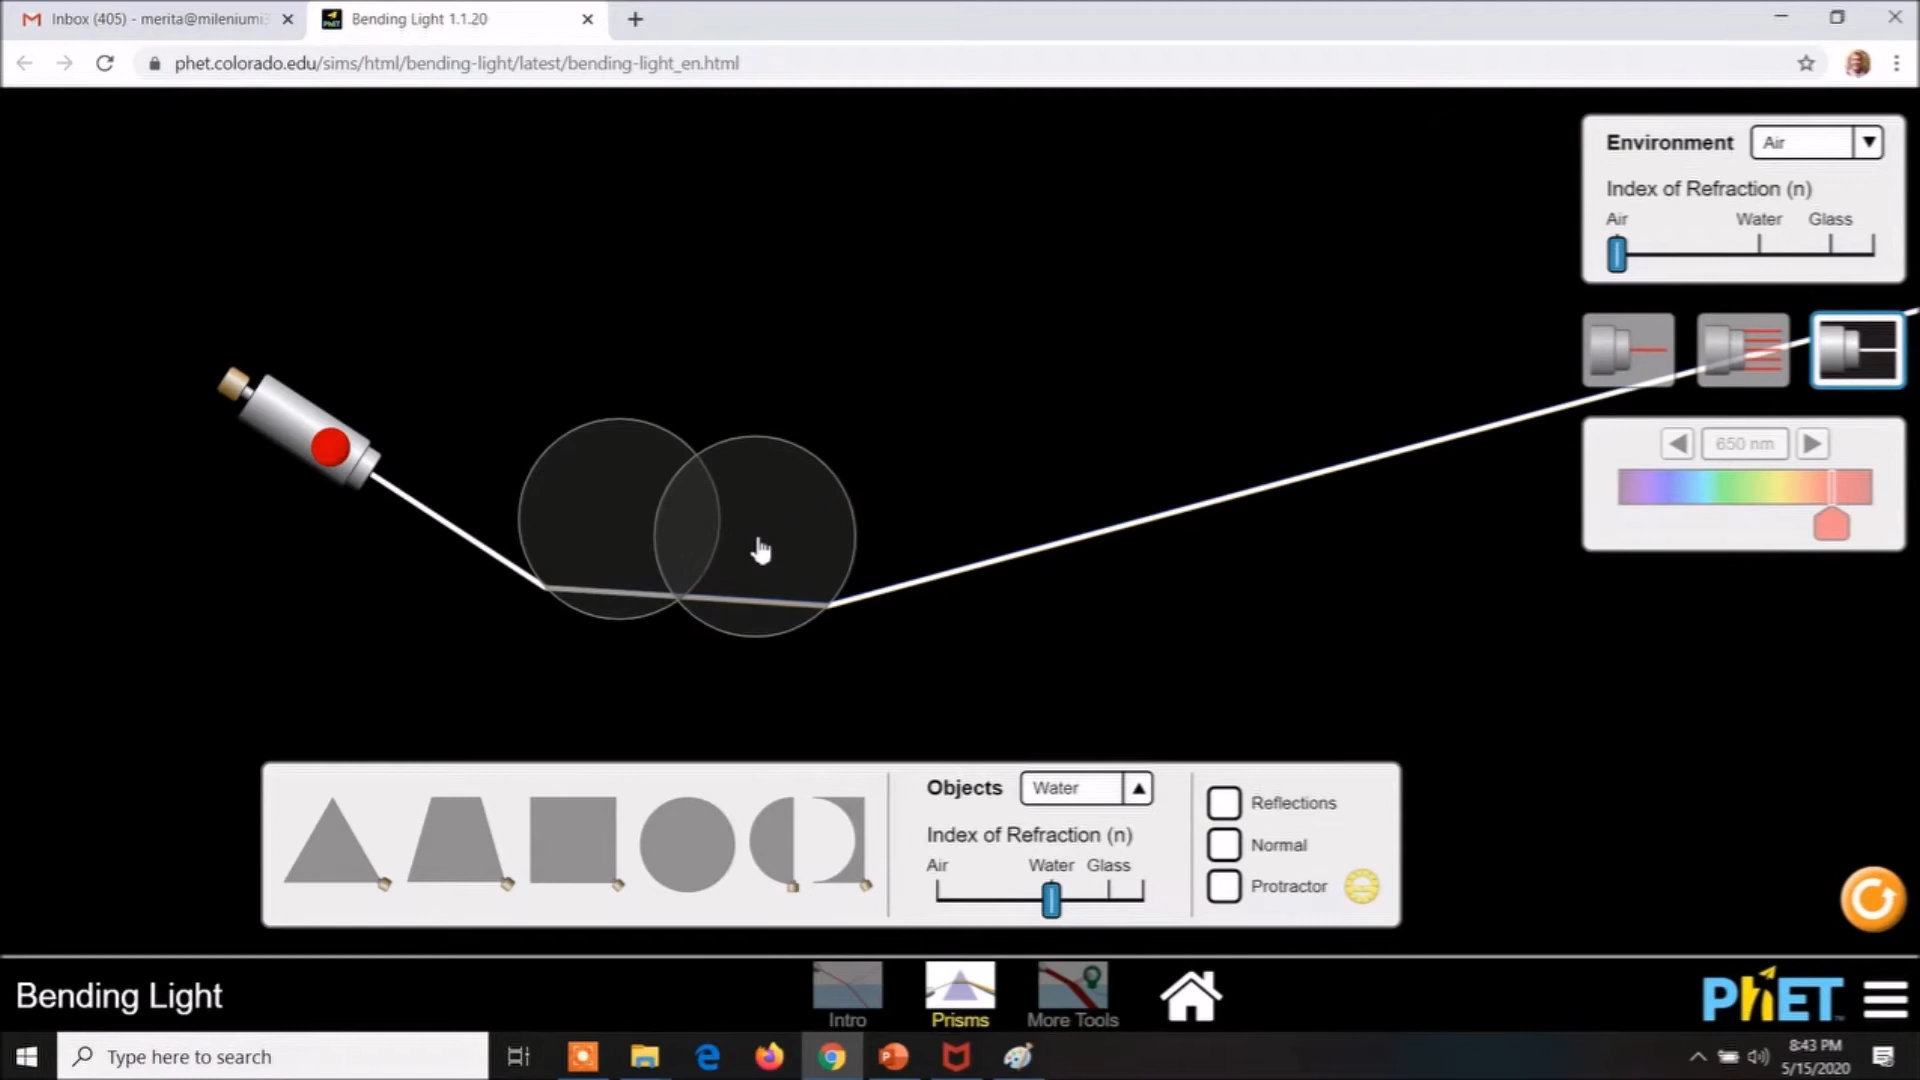 Inbox (405) - merita@mileniumi3
Bending Light 1.1.20
phet.colorado.edu/sims/html/bending-light/latest/bending-light_en.html
Environment Air
Index of Refraction (n)
Air Water Glass
650 nm
Objects Water
Index of Refraction (n)
Air Water Glass
Reflections
Normal
Protractor
Bending Light
Intro
Prisms
More Tools
PhET
Type here to search
8:43 PM
5/15/2020